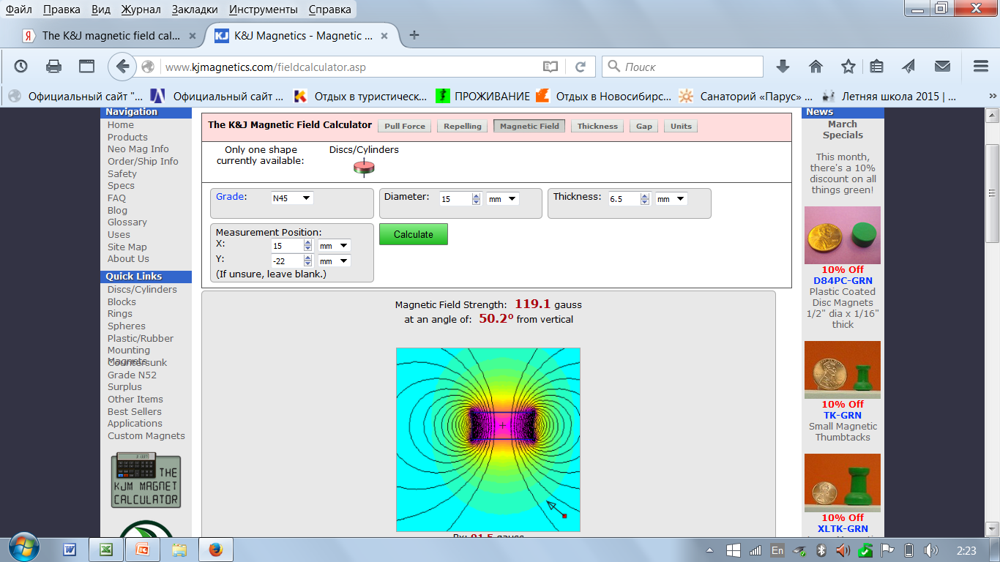 Файл Правка Вид Журнал Закладки Инструменты Справка
Я The K&J magnetic field cal... × KJ K&J Magnetics - Magnetic ... × +
www.kjmagnetics.com/fieldcalculator.asp Поиск
Официальный сайт "... Официальный сайт ... Отдых в туристическ... ПРОЖИВАНИЕ Отдых в Новосибирс... Санаторий «Парус» ... Летняя школа 2015 | ... »
Navigation
Home
Products
Neo Mag Info
Order/Ship Info
Safety
Specs
FAQ
Blog
Glossary
Uses
Site Map
About Us
Quick Links
Discs/Cylinders
Blocks
Rings
Spheres
Plastic/Rubber
Mounting
Magnets
Countersunk
Grade N52
Surplus
Other Items
Best Sellers
Applications
Custom Magnets
THE
KJM MAGNET
CALCULATOR
The K&J Magnetic Field Calculator Pull Force Repelling Magnetic Field Thickness Gap Units
Only one shape
currently available:
Discs/Cylinders
Grade: N45 Diameter: 15 mm Thickness: 6.5 mm
Measurement Position:
X: 15 mm
Y: -22 mm
(If unsure, leave blank.)
Calculate
Magnetic Field Strength: 119.1 gauss
at an angle of: 50.2º from vertical
Bx: 91.5 gauss
News
March
Specials
This month,
there's a 10%
discount on all
things green!
10% Off
D84PC-GRN
Plastic Coated
Disc Magnets
1/2" dia x 1/16"
thick
10% Off
TK-GRN
Small Magnetic
Thumbtacks
10% Off
XLTK-GRN
En 2:23